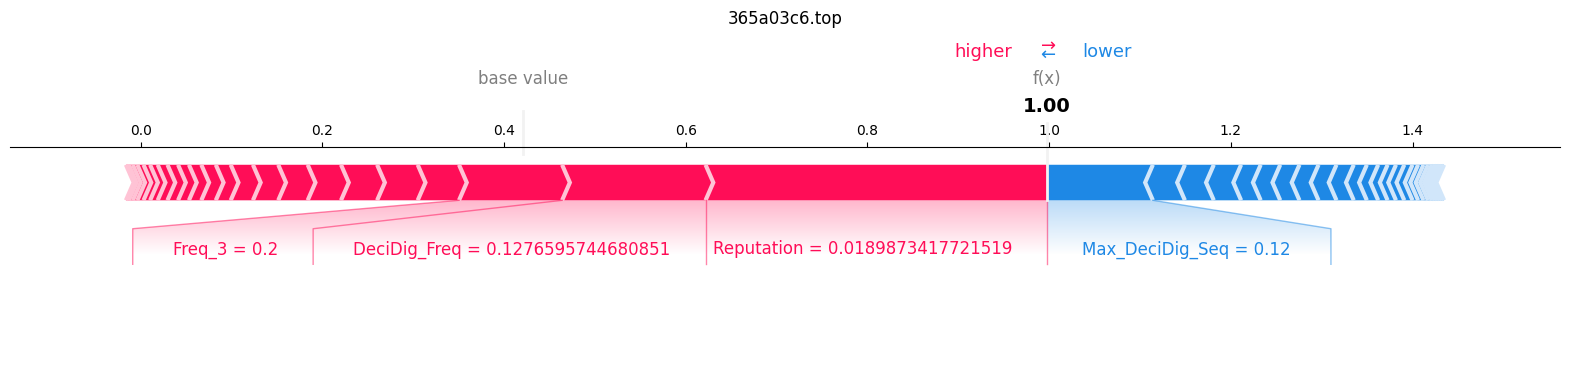 365a03c6.top
higher → ← lower
base value f(x)
1.00
0.0 0.2 0.4 0.6 0.8 1.0 1.2 1.4
Freq_3 = 0.2 DeciDig_Freq = 0.1276595744680851 Reputation = 0.0189873417721519 Max_DeciDig_Seq = 0.12